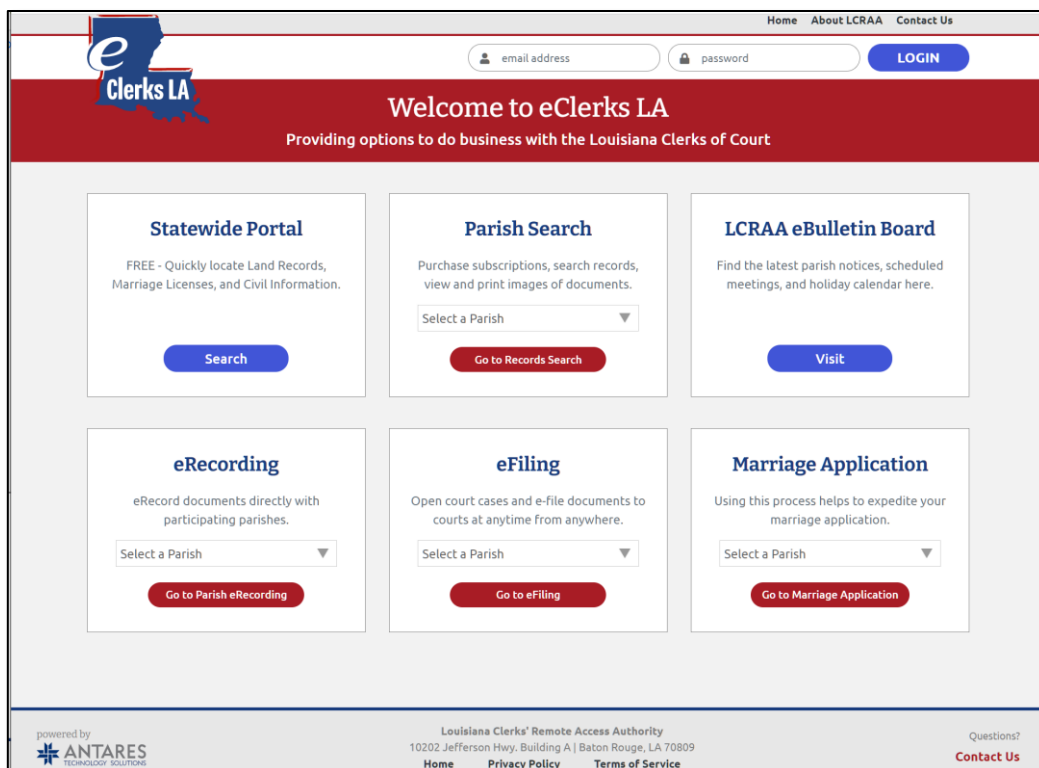 Home About LCRAA Contact Us
e
Clerks LA
email address
password
LOGIN
Welcome to eClerks LA
Providing options to do business with the Louisiana Clerks of Court
Statewide Portal
FREE - Quickly locate Land Records,
Marriage Licenses, and Civil Information.
Search
Parish Search
Purchase subscriptions, search records,
view and print images of documents.
Select a Parish
Go to Records Search
LCRAA eBulletin Board
Find the latest parish notices, scheduled
meetings, and holiday calendar here.
Visit
eRecording
eRecord documents directly with
participating parishes.
Select a Parish
Go to Parish eRecording
eFiling
Open court cases and e-file documents to
courts at anytime from anywhere.
Select a Parish
Go to eFiling
Marriage Application
Using this process helps to expedite your
marriage application.
Select a Parish
Go to Marriage Application
powered by
ANTARES
TECHNOLOGY SOLUTIONS
Louisiana Clerks' Remote Access Authority
10202 Jefferson Hwy. Building A | Baton Rouge, LA 70809
Home Privacy Policy Terms of Service
Questions?
Contact Us